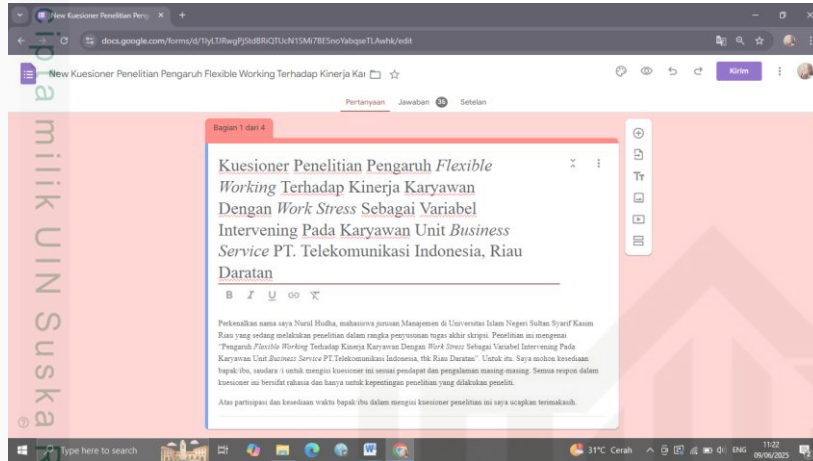 New Kuesioner Penelitian Peng
docs.google.com/forms/d/1IyLTJRwgPjStdBRiQTUcN1SMi7BE5noYabqseTLAwhk/edit
New Kuesioner Penelitian Pengaruh Flexible Working Terhadap Kinerja Kar
Kirim
Pertanyaan Jawaban 36 Setelan
Bagian 1 dari 4
Kuesioner Penelitian Pengaruh Flexible
Working Terhadap Kinerja Karyawan
Dengan Work Stress Sebagai Variabel
Intervening Pada Karyawan Unit Business
Service PT. Telekomunikasi Indonesia, Riau
Daratan
B I U
Perkenalkan nama saya Nurul Hudha, mahasiswa jurusan Manajemen di Universitas Islam Negeri Sultan Syarif Kasim
Riau yang sedang melakukan penelitian dalam rangka penyusunan tugas akhir skripsi. Penelitian ini mengenai
"Pengaruh Flexible Working Terhadap Kinerja Karyawan Dengan Work Stress Sebagai Variabel Intervening Pada
Karyawan Unit Business Service PT.Telekomunikasi Indonesia, tbk Riau Daratan". Untuk itu. Saya mohon kesediaan
bapak/ibu, saudara /i untuk mengisi kuesioner ini sesuai pendapat dan pengalaman masing-masing. Semua respon dalam
kuesioner ini bersifat rahasia dan hanya untuk kepentingan penelitian yang dilakukan peneliti.
Atas partisipasi dan kesediaan waktu bapak/ibu dalam mengisi kuesioner penelitian ini saya ucapkan terimakasih.
Type here to search
31°C Cerah
ENG
11:22
09/06/2025
cipta milik UIN Suska R